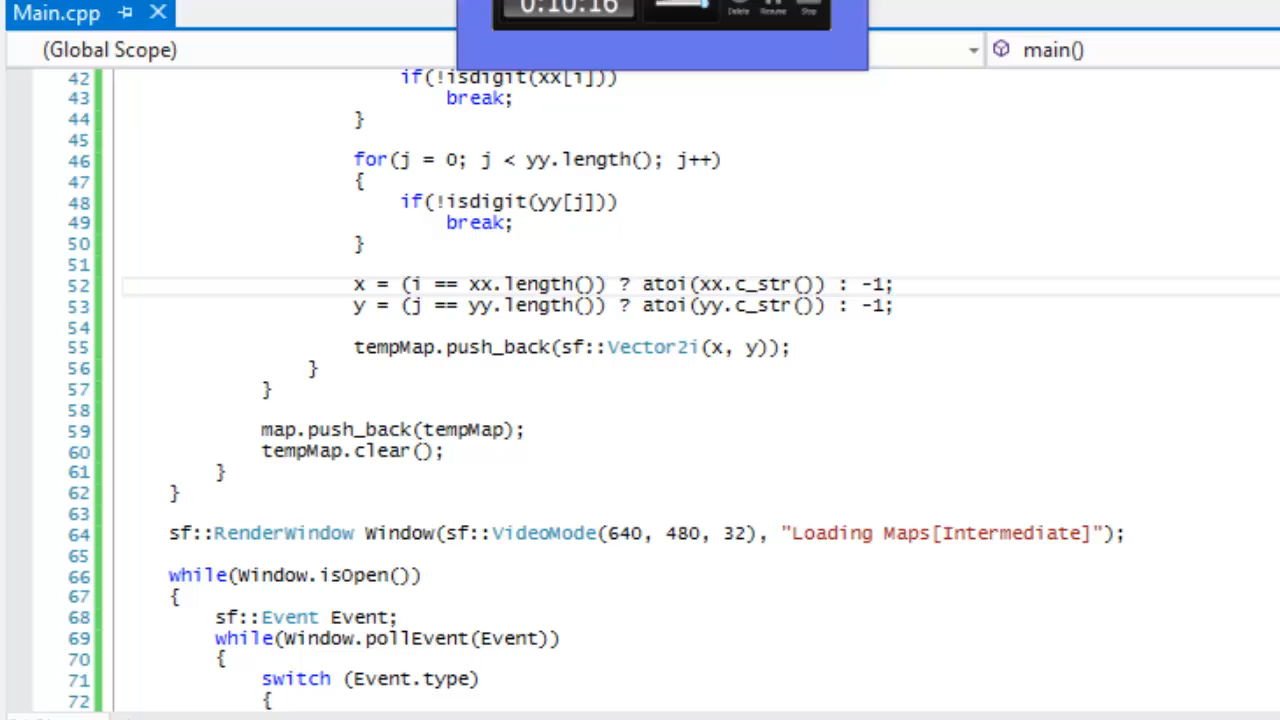 Main.cpp
0:10:16
Delete Resume Stop
(Global Scope)
main()
42 if(!isdigit(xx[i]))
43 break;
44 }
45
46 for(j = 0; j < yy.length(); j++)
47 {
48 if(!isdigit(yy[j]))
49 break;
50 }
51
52 x = (i == xx.length()) ? atoi(xx.c_str()) : -1;
53 y = (j == yy.length()) ? atoi(yy.c_str()) : -1;
54
55 tempMap.push_back(sf::Vector2i(x, y));
56 }
57 }
58
59 map.push_back(tempMap);
60 tempMap.clear();
61 }
62 }
63
64 sf::RenderWindow Window(sf::VideoMode(640, 480, 32), "Loading Maps[Intermediate]");
65
66 while(Window.isOpen())
67 {
68 sf::Event Event;
69 while(Window.pollEvent(Event))
70 {
71 switch (Event.type)
72 {